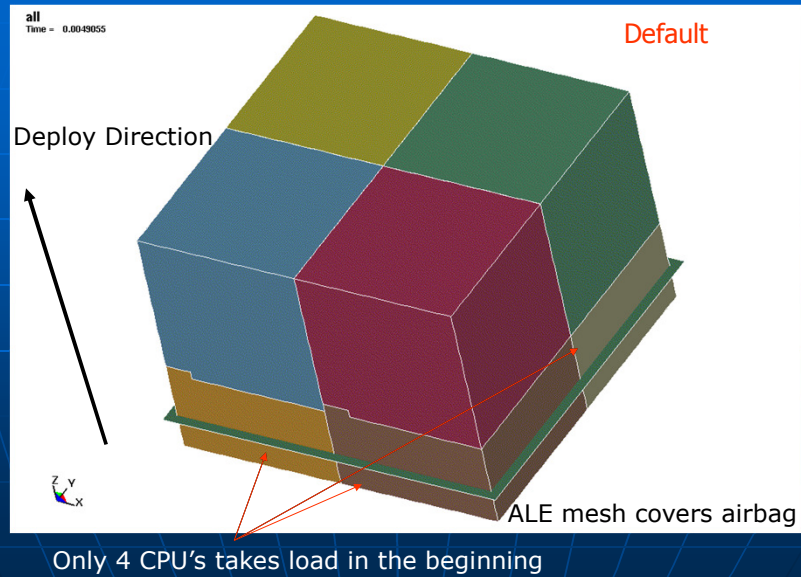 all
Time = 0.0049055
Default
Deploy Direction
Z Y
X
ALE mesh covers airbag
Only 4 CPU's takes load in the beginning